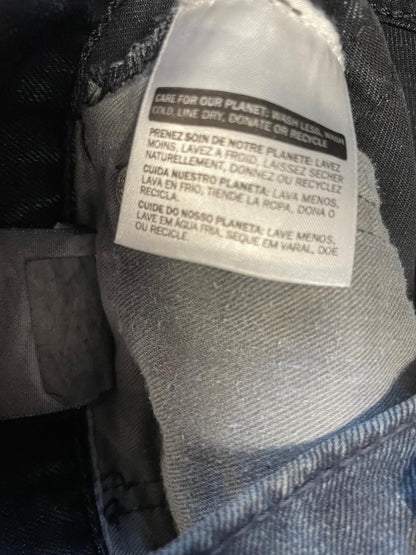 CARE FOR OUR PLANET: WASH LESS, WASH
COLD, LINE DRY, DONATE OR RECYCLE
PRENEZ SOIN DE NOTRE PLANETE: LAVEZ
MOINS, LAVEZ A FROID, LAISSEZ SECHER
NATURELLEMENT, DONNEZ OU RECYCLEZ
CUIDA NUESTRO PLANETA: LAVA MENOS,
LAVA EN FRIO, TIENDE LA ROPA, DONA O
RECICLA.
CUIDE DO NOSSO PLANETA: LAVE MENOS,
LAVE EM ÁGUA FRIA, SEQUE EM VARAL, DOE
OU RECICLE.